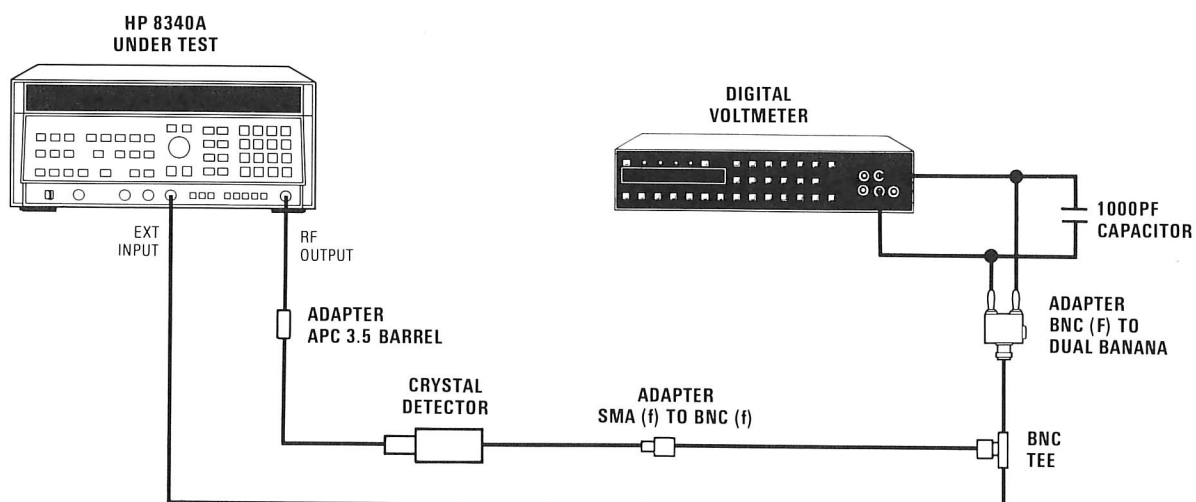 HP 8340A
UNDER TEST
DIGITAL
VOLTMETER
EXT
INPUT
RF
OUTPUT
1000PF
CAPACITOR
ADAPTER
APC 3.5 BARREL
ADAPTER
BNC (F) TO
DUAL BANANA
CRYSTAL
DETECTOR
ADAPTER
SMA (f) TO BNC (f)
BNC
TEE